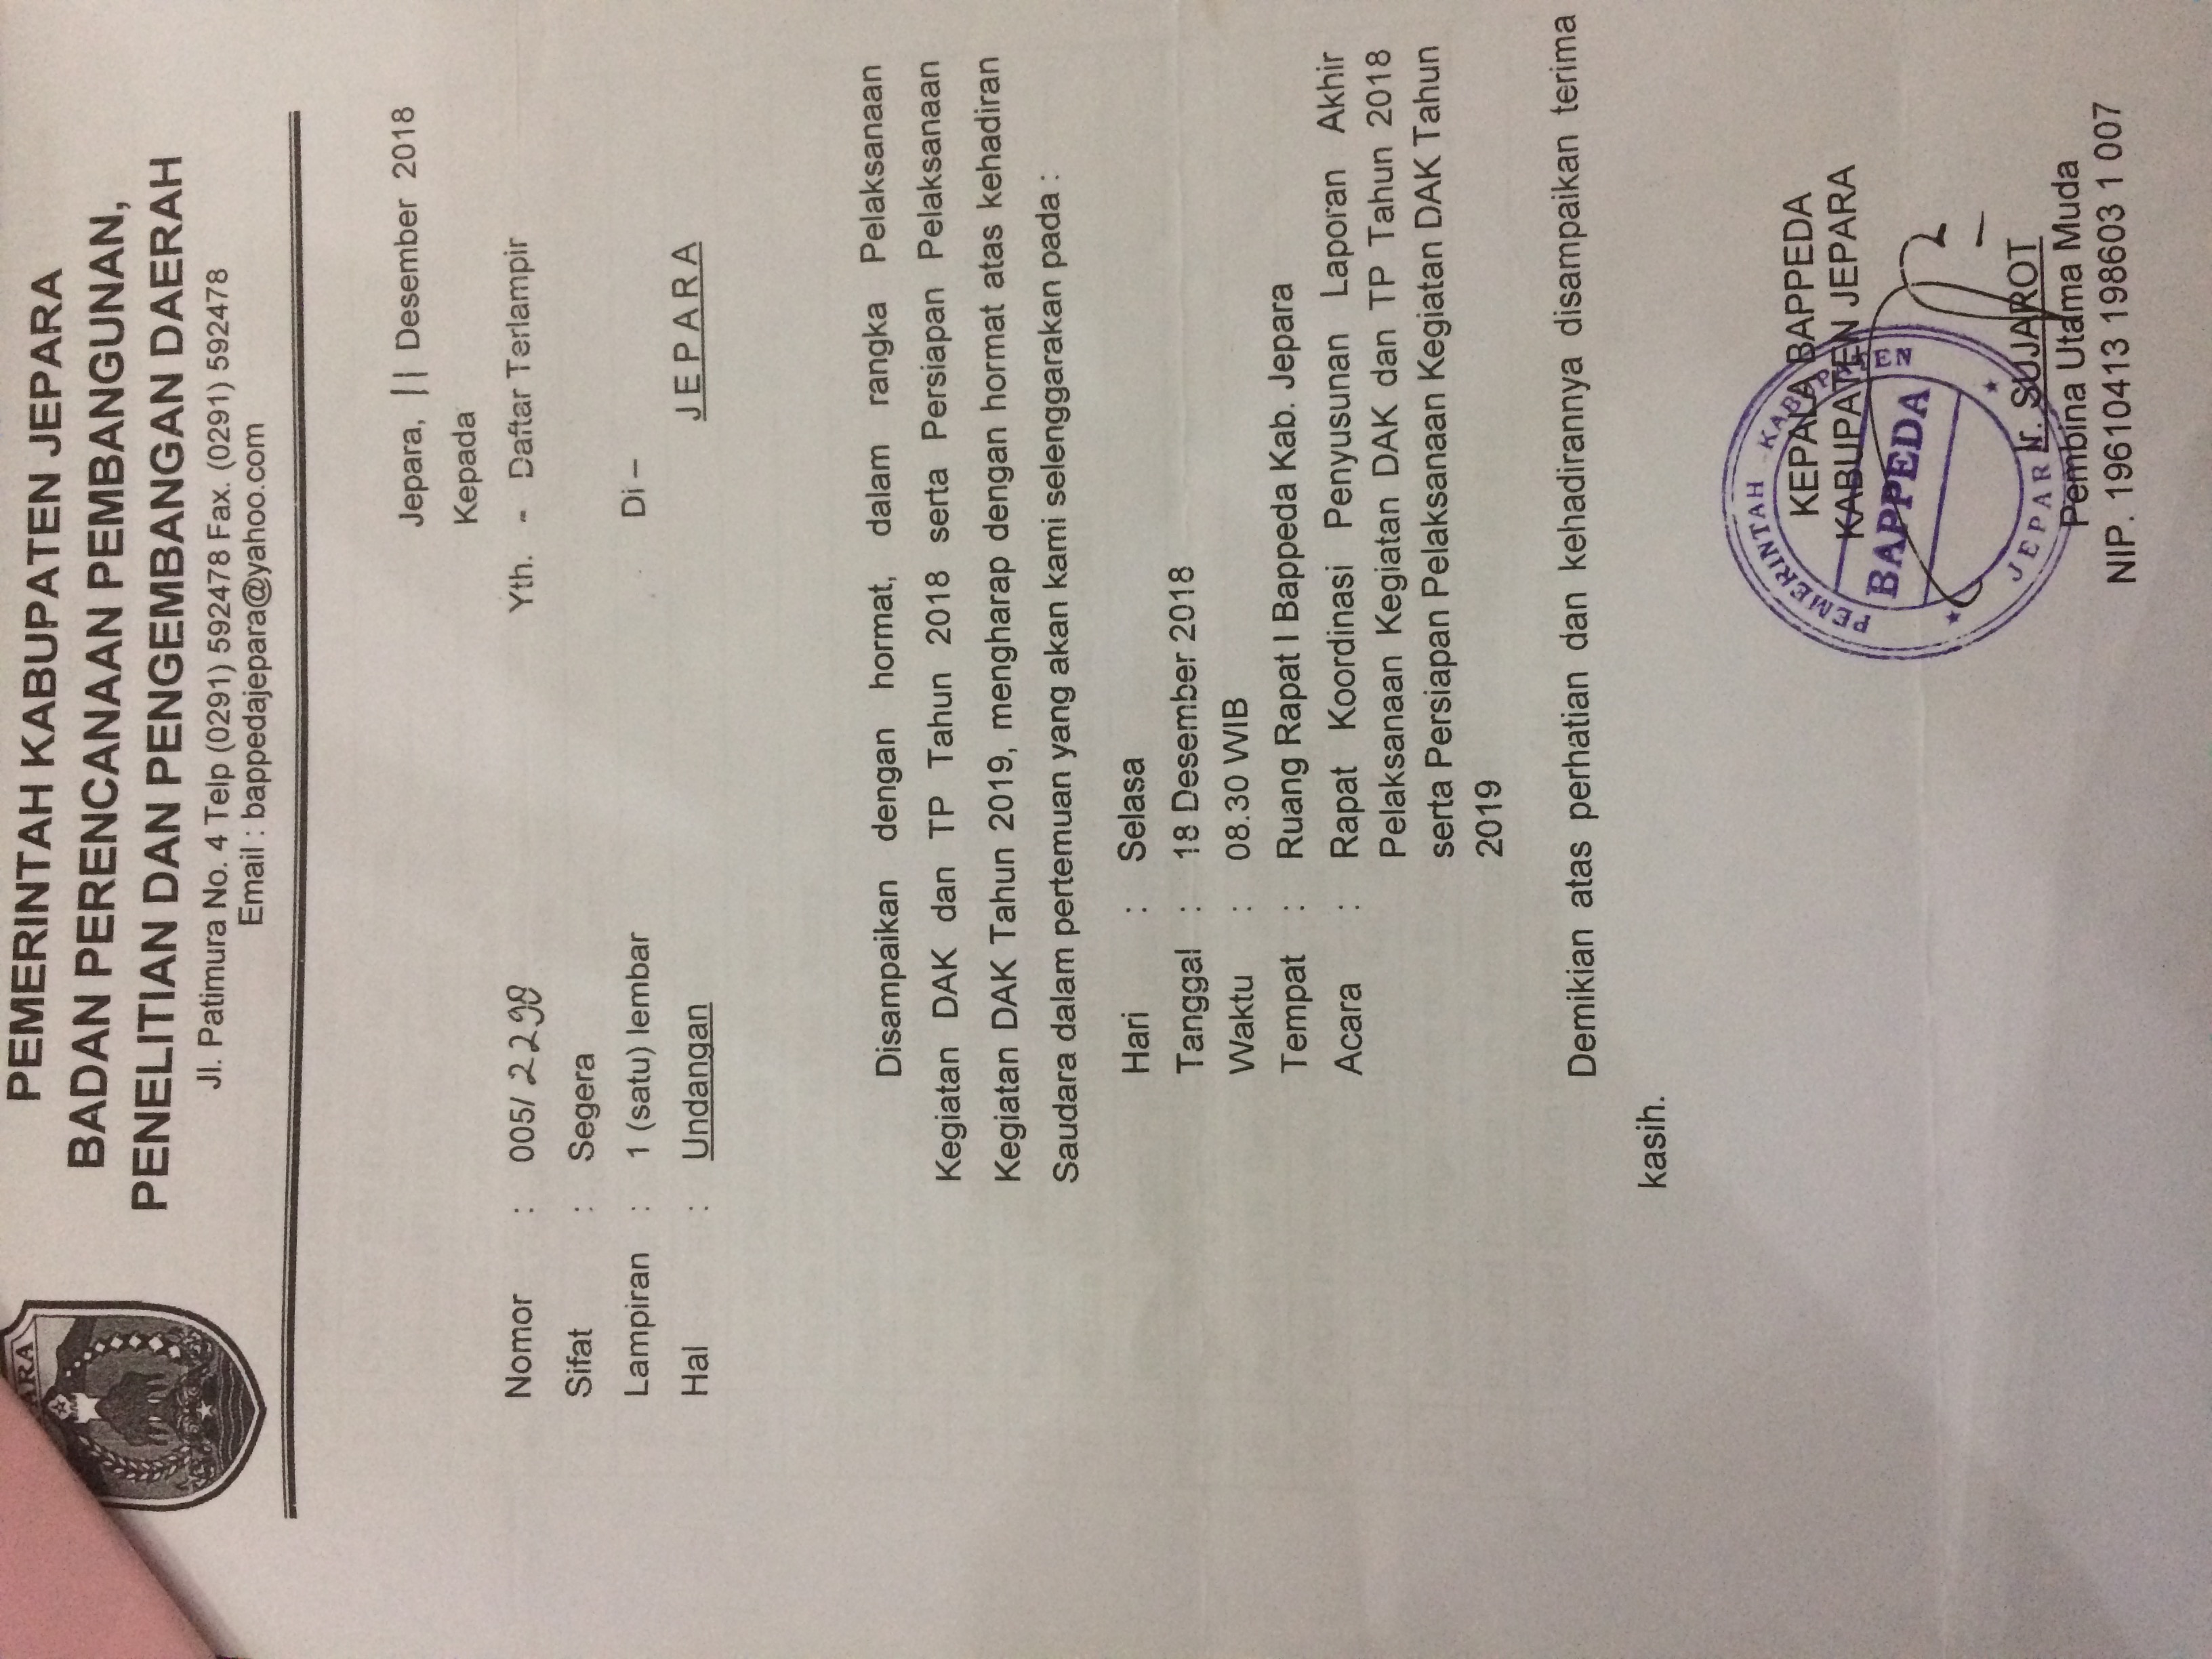 PEMERINTAH KABUPATEN JEPARA
BADAN PERENCANAAN PEMBANGUNAN,
PENELITIAN DAN PENGEMBANGAN DAERAH
Jl. Patimura No. 4 Telp (0291) 592478 Fax. (0291) 592478
Email : bappedajepara@yahoo.com
Jepara, 11 Desember 2018
Kepada
Nomor : 005/ 2298 Yth. - Daftar Terlampir
Sifat : Segera
Lampiran : 1 (satu) lembar Di –
Hal : Undangan JEPARA
Disampaikan dengan hormat, dalam rangka Pelaksanaan
Kegiatan DAK dan TP Tahun 2018 serta Persiapan Pelaksanaan
Kegiatan DAK Tahun 2019, mengharap dengan hormat atas kehadiran
Saudara dalam pertemuan yang akan kami selenggarakan pada :
Hari : Selasa
Tanggal : 18 Desember 2018
Waktu : 08.30 WIB
Tempat : Ruang Rapat I Bappeda Kab. Jepara
Acara : Rapat Koordinasi Penyusunan Laporan Akhir
Pelaksanaan Kegiatan DAK dan TP Tahun 2018
serta Persiapan Pelaksanaan Kegiatan DAK Tahun
2019
Demikian atas perhatian dan kehadirannya disampaikan terima
kasih.
KEPALA BAPPEDA
KABUPATEN JEPARA
PEMERINTAH KABUPATEN
BAPPEDA
JEPARA
Ir. SUJAROT
Pembina Utama Muda
NIP. 19610413 198603 1 007